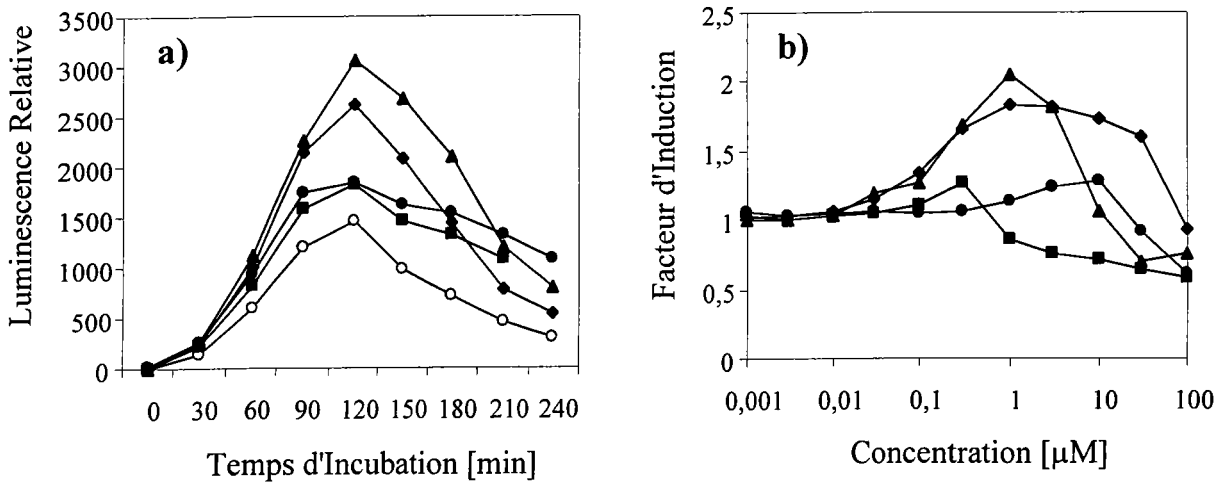 a)
Luminescence Relative
3500
3000
2500
2000
1500
1000
500
0
0 30 60 90 120 150 180 210 240
Temps d'Incubation [min]
b)
Facteur d'Induction
2,5
2
1,5
1
0,5
0
0,001 0,01 0,1 1 10 100
Concentration [µM]